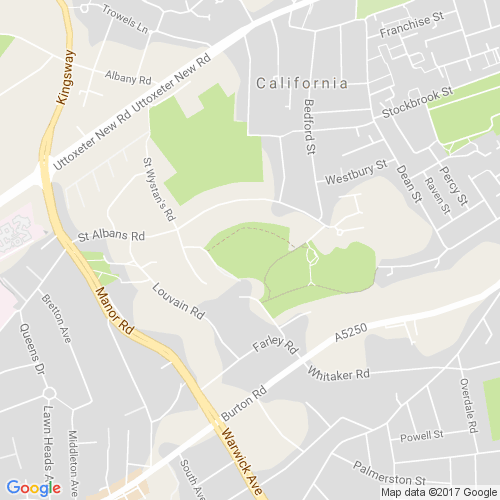 Trowels Ln
Franchise St
Kingsway
Albany Rd
Uttoxeter New Rd
Uttoxeter New Rd
California
Stockbrook St
Bedford St
Westbury St
St Wystan's Rd
Dean St
Raven St
Percy St
St Albans Rd
Manor Rd
Louvain Rd
Bretton Ave
Queens Dr
A5250
Farley Rd
Whitaker Rd
Burton Rd
Overdale Rd
Lawn Heads A
Middleton Ave
Warwick Ave
South Ave
Powell St
Palmerston St
Google
Map data ©2017 Google